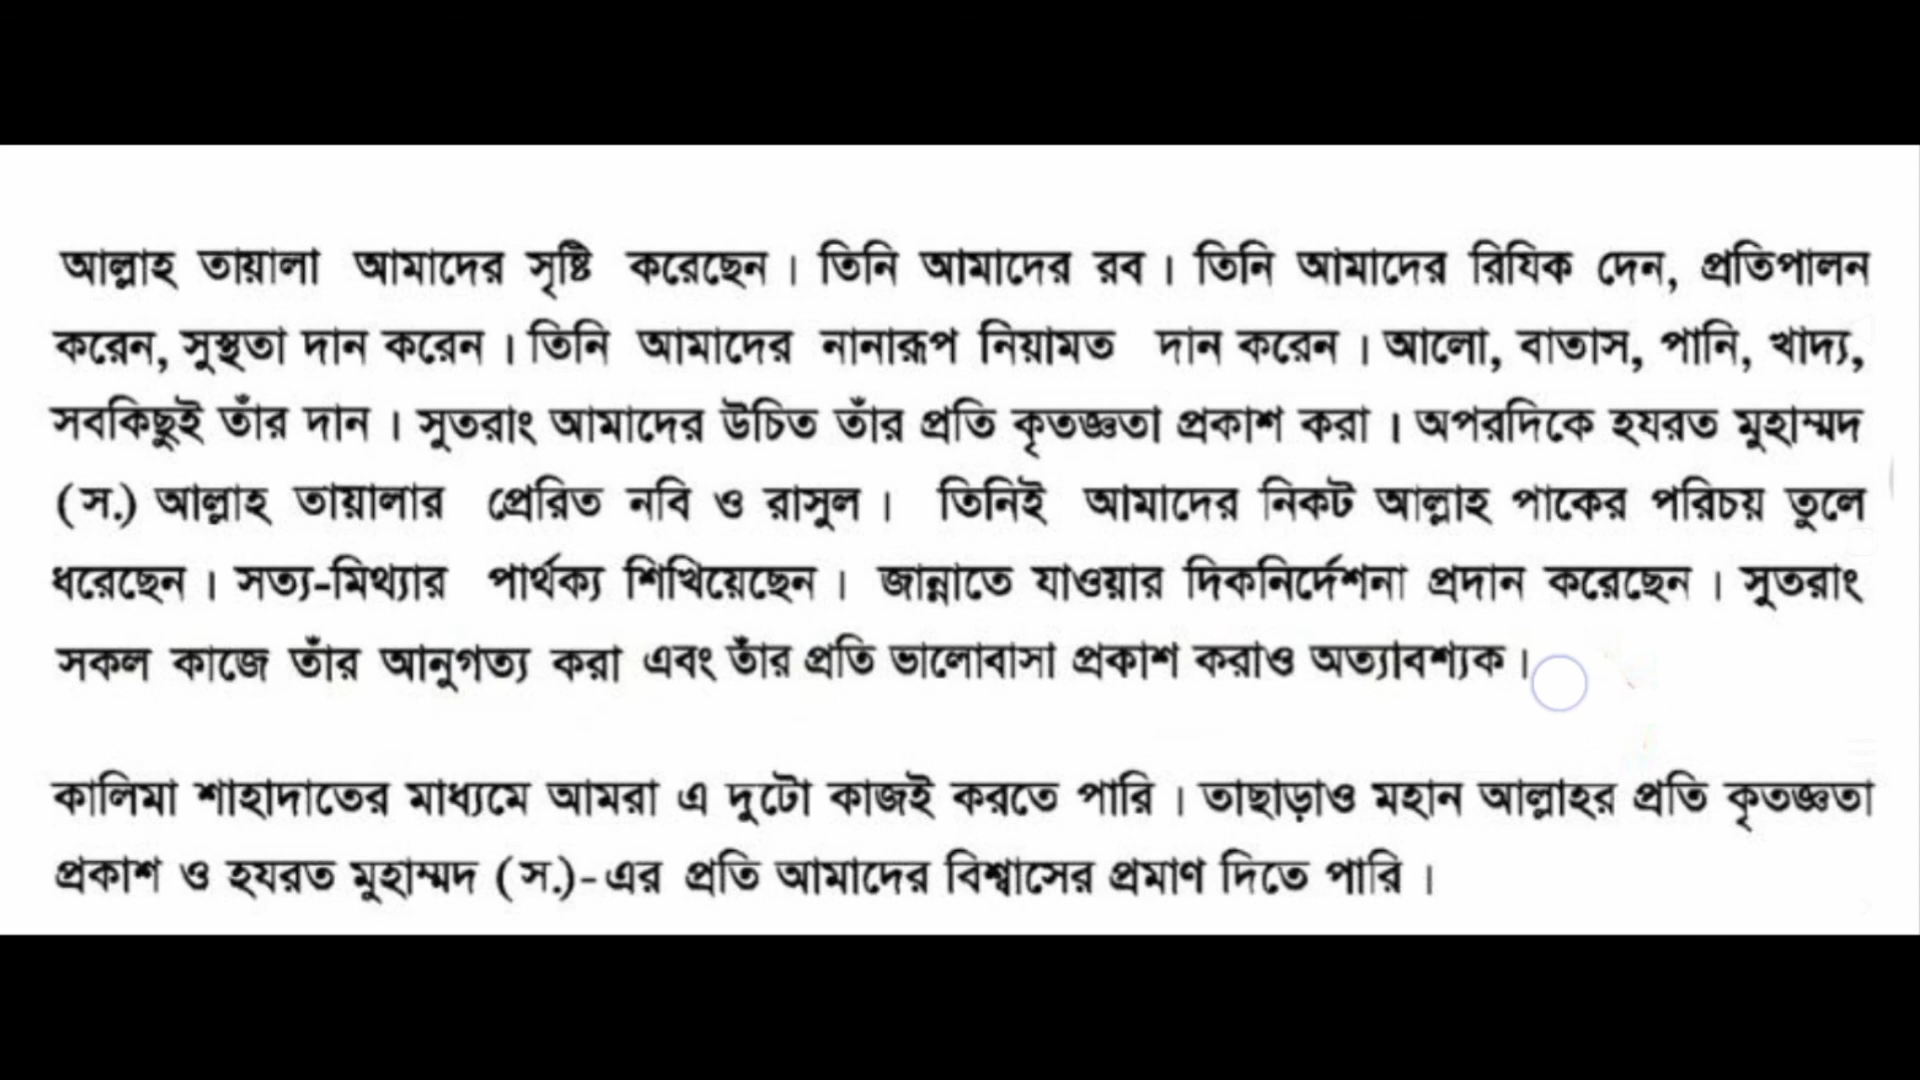 আল্লাহ তায়ালা আমাদের সৃষ্টি করেছেন। তিনি আমাদের রব। তিনি আমাদের রিযিক দেন, প্রতিপালন
করেন, সুস্থতা দান করেন। তিনি আমাদের নানারূপ নিয়ামত দান করেন। আলো, বাতাস, পানি, খাদ্য,
সবকিছুই তাঁর দান। সুতরাং আমাদের উচিত তাঁর প্রতি কৃতজ্ঞতা প্রকাশ করা। অপরদিকে হযরত মুহাম্মদ
(স.) আল্লাহ তায়ালার প্রেরিত নবি ও রাসুল। তিনিই আমাদের নিকট আল্লাহ পাকের পরিচয় তুলে
ধরেছেন। সত্য-মিথ্যার পার্থক্য শিখিয়েছেন। জান্নাতে যাওয়ার দিকনির্দেশনা প্রদান করেছেন। সুতরাং
সকল কাজে তাঁর আনুগত্য করা এবং তাঁর প্রতি ভালোবাসা প্রকাশ করাও অত্যাবশ্যক।
কালিমা শাহাদাতের মাধ্যমে আমরা এ দুটো কাজই করতে পারি। তাছাড়াও মহান আল্লাহর প্রতি কৃতজ্ঞতা
প্রকাশ ও হযরত মুহাম্মদ (স.)-এর প্রতি আমাদের বিশ্বাসের প্রমাণ দিতে পারি।